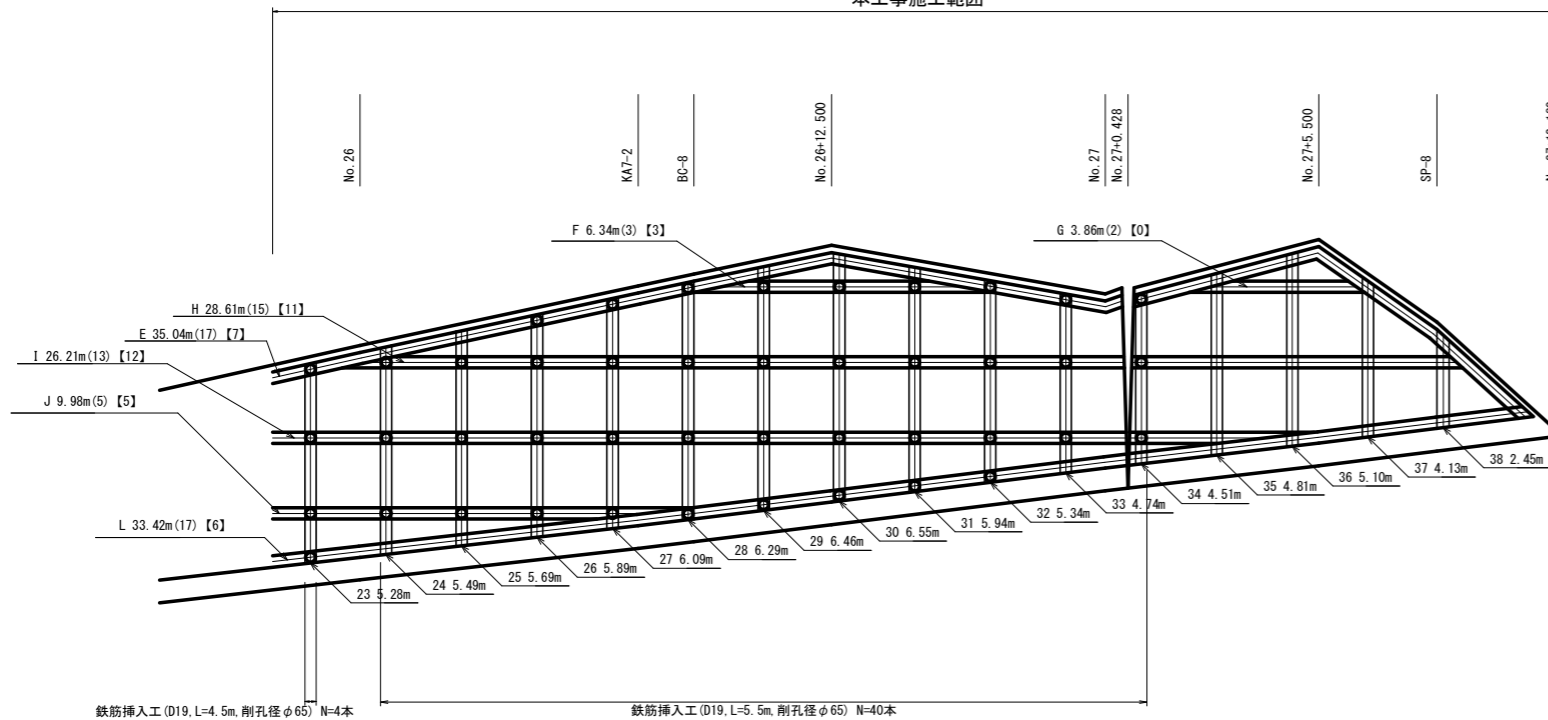 本工事施工範囲
No.26
KA7-2
BC-8
No.26+12.500
No.27
No.27+0.428
No.27+5.500
SP-8
F 6.34m(3)【3】
G 3.86m(2)【0】
H 28.61m(15)【11】
E 35.04m(17)【7】
I 26.21m(13)【12】
J 9.98m(5)【5】
L 33.42m(17)【6】
23 5.28m
24 5.49m
25 5.69m
26 5.89m
27 6.09m
28 6.29m
29 6.46m
30 6.55m
31 5.94m
32 5.34m
33 4.74m
34 4.51m
35 4.81m
36 5.10m
37 4.13m
38 2.45m
鉄筋挿入工(D19,L=4.5m,削孔径φ65) N=4本
鉄筋挿入工(D19,L=5.5m,削孔径φ65) N=40本